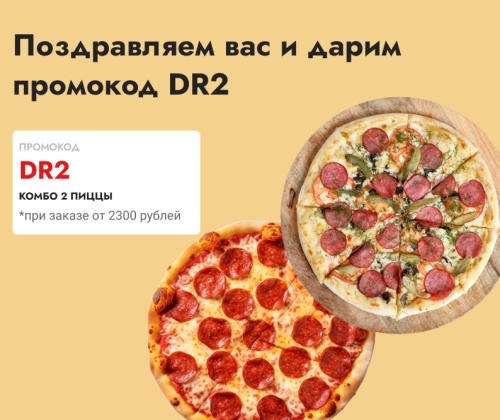 Поздравляем вас и дарим
промокод DR2
ПРОМОКОД
DR2
КОМБО 2 ПИЦЦЫ
*при заказе от 2300 рублей